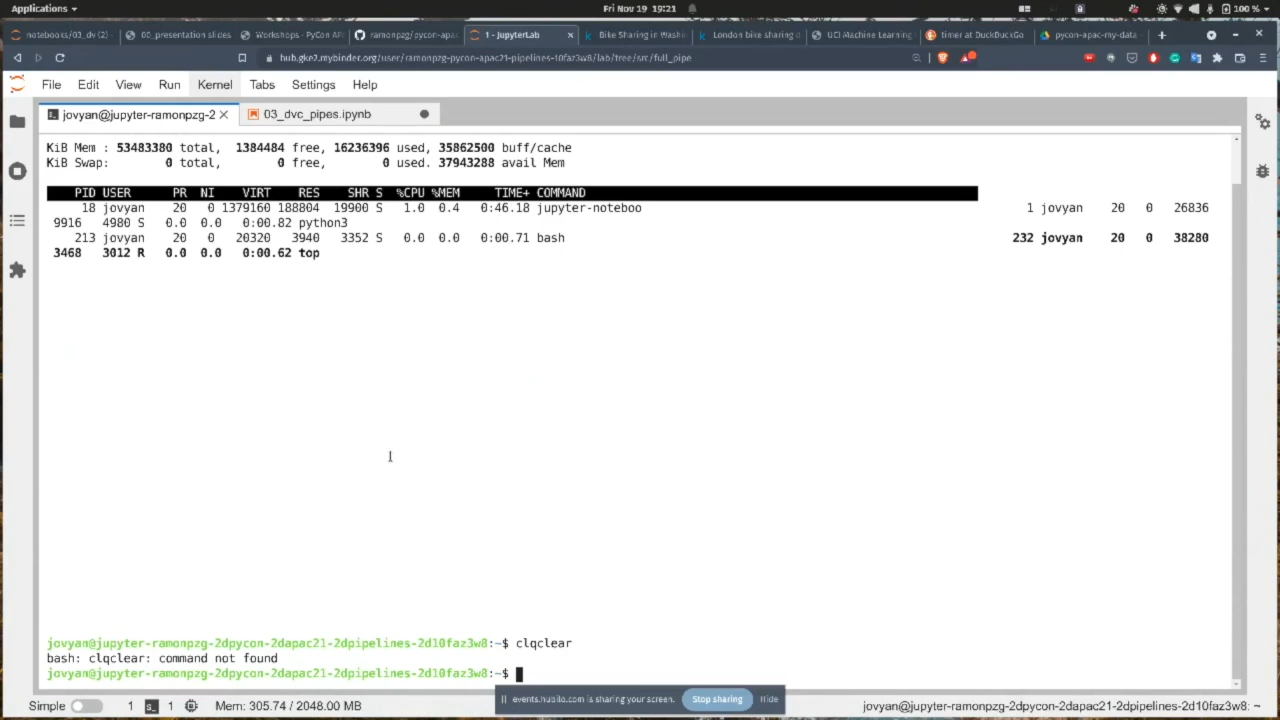 Applications
Fri Nov 19 19:21
100 %
notebooks/03_dv (2)
00_presentation slides
Workshops - PyCon AP
ramonpzg/pycon-apac
1 - JupyterLab
Bike Sharing in Washin
London bike sharing d
UCI Machine Learning
timer at DuckDuckGo
pycon-apac-my-data
hub.gke2.mybinder.org/user/ramonpzg-pycon-apac21-pipelines-10faz3w8/lab/tree/src/full_pipe
File Edit View Run Kernel Tabs Settings Help
jovyan@jupyter-ramonpzg-2
03_dvc_pipes.ipynb
KiB Mem : 53483380 total, 1384484 free, 16236396 used, 35862500 buff/cache
KiB Swap: 0 total, 0 free, 0 used. 37943288 avail Mem
PID USER PR NI VIRT RES SHR S %CPU %MEM TIME+ COMMAND
18 jovyan 20 0 1379160 188804 19900 S 1.0 0.4 0:46.18 jupyter-noteboo 1 jovyan 20 0 26836
9916 4980 S 0.0 0.0 0:00.82 python3
213 jovyan 20 0 20320 3940 3352 S 0.0 0.0 0:00.71 bash 232 jovyan 20 0 38280
3468 3012 R 0.0 0.0 0:00.62 top
jovyan@jupyter-ramonpzg-2dpycon-2dapac21-2dpipelines-2d10faz3w8:~$ clqclear
bash: clqclear: command not found
jovyan@jupyter-ramonpzg-2dpycon-2dapac21-2dpipelines-2d10faz3w8:~$
events.hubilo.com is sharing your screen. Stop sharing Hide
Simple 1 1 Mem: 305.74 / 2048.00 MB jovyan@jupyter-ramonpzg-2dpycon-2dapac21-2dpipelines-2d10faz3w8: ~